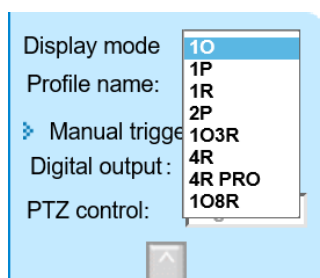 Display mode
1O
1P
Profile name:
1R
2P
Manual trigge
1O3R
Digital output:
4R
4R PRO
PTZ control:
1O8R